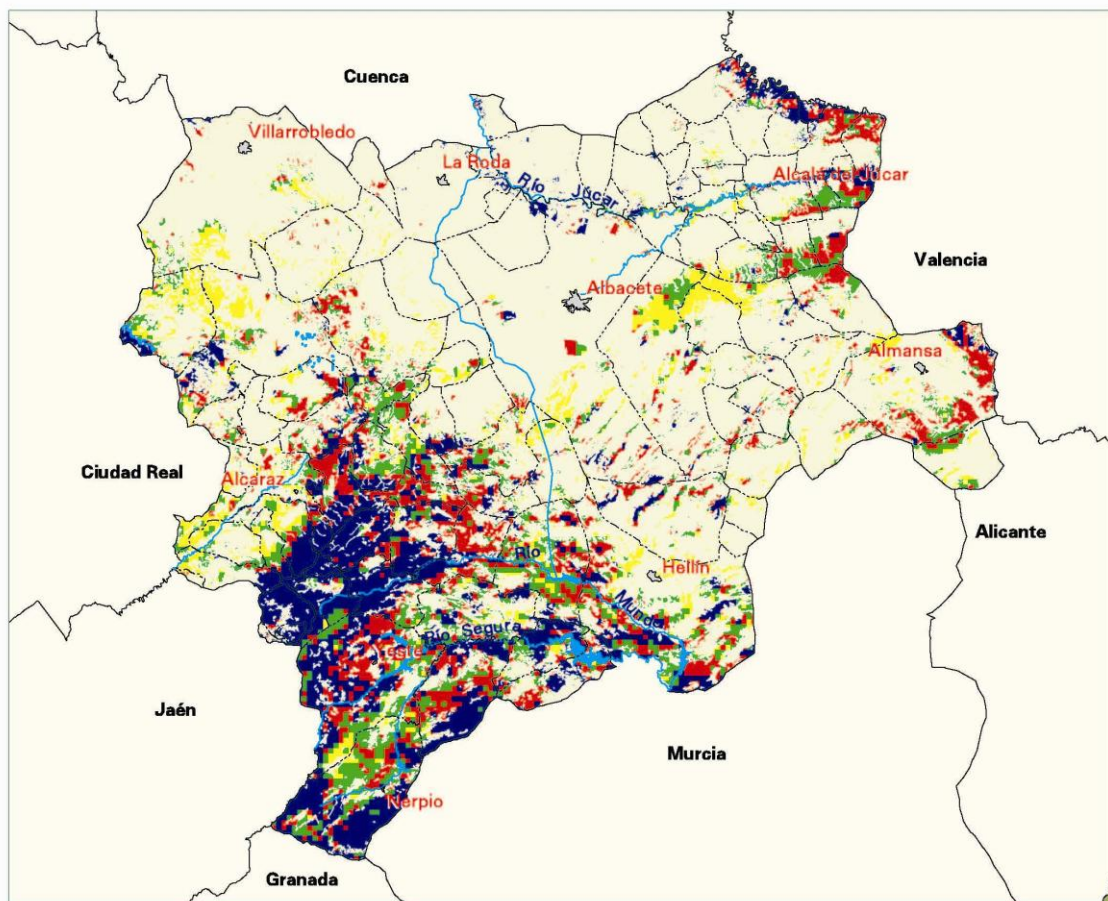 Cuenca
Villarrobledo
La Roda
Río Júcar
Alcalá del Júcar
Valencia
Albacete
Almansa
Ciudad Real
Alcaraz
Alicante
Río Mundo
Hellín
Río Segura
Yeste
Jaén
Murcia
Nerpio
Granada